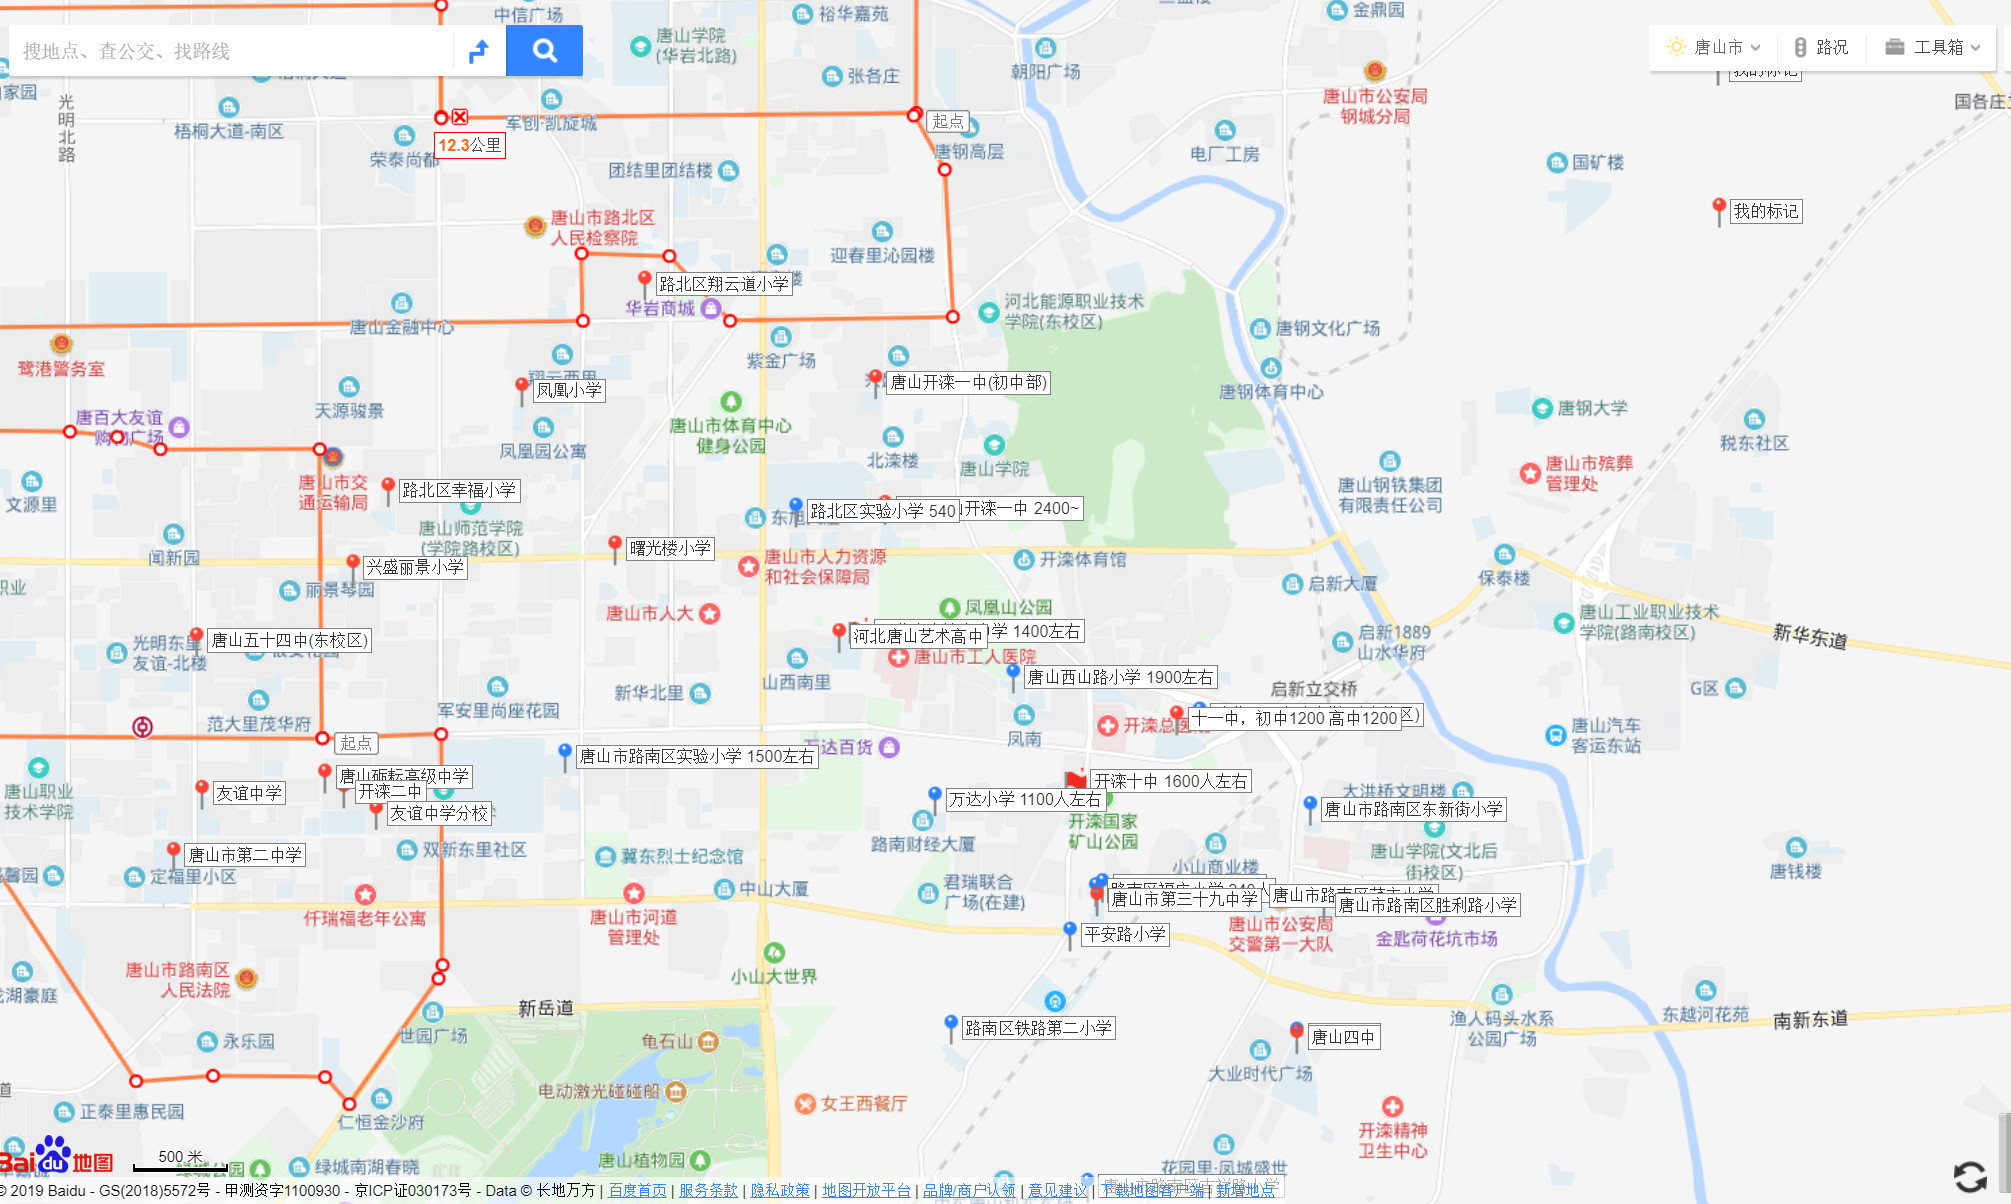 中信广场
裕华嘉苑
金鼎园
唐山学院
(华岩北路)
搜地点、查公交、找路线
唐山市
路况
工具箱
张各庄
朝阳广场
我的标记
唐山市公安局
钢城分局
国各庄
光明北路
梧桐大道-南区
荣泰尚都
军创·凯旋城
起点
唐钢高层
12.3公里
团结里团结楼
电厂工房
国矿楼
唐山市路北区
人民检察院
我的标记
迎春里沁园楼
路北区翔云道小学
华岩商城
河北能源职业技术
学院(东校区)
唐山金融中心
唐钢文化广场
鹭港警务室
紫金广场
翔云西里
凤凰小学
唐山开滦一中(初中部)
唐钢体育中心
天源骏景
唐百大友谊
购物广场
唐山市体育中心
健身公园
唐钢大学
税东社区
凤凰园公寓
北滦楼
唐山学院
唐山市殡葬
管理处
唐山市交
通运输局
路北区幸福小学
文源里
唐山钢铁集团
有限责任公司
唐山师范学院
(学院路校区)
路北区实验小学 540
开滦一中 2400~
闻新园
曙光楼小学
唐山市人力资源
和社会保障局
开滦体育馆
兴盛丽景小学
丽景琴园
启新大厦
保泰楼
唐山市人大
凤凰山公园
唐山工业职业技术
学院(路南校区)
新华东道
光明东里
友谊-北楼
唐山五十四中(东校区)
河北唐山艺术高中
学 1400左右
唐山市工人医院
启新1889
山水华府
唐山西山路小学 1900左右
山西南里
新华北里
启新立交桥
G区
范大里茂华府
军安里尚座花园
凤南
十一中，初中1200 高中1200
唐山汽车
客运东站
起点
唐山市路南区实验小学 1500左右
万达百货
唐山职业
技术学院
友谊中学
唐山砺耘高级中学
开滦二中
友谊中学分校
开滦十中 1600人左右
万达小学 1100人左右
大洪桥文明楼
唐山市路南区东新街小学
开滦国家
矿山公园
路南财经大厦
唐山市第二中学
双新东里社区
冀东烈士纪念馆
小山商业楼
唐山学院(文北后
街校区)
唐钱楼
定福里小区
中山大厦
君瑞联合
广场(在建)
唐山市第三十九中学
唐山市路南区胜利路小学
仟瑞福老年公寓
唐山市河道
管理处
平安路小学
唐山市公安局
交警第一大队
金匙荷花坑市场
唐山市路南区
人民法院
小山大世界
新岳道
世园广场
永乐园
龟石山
路南区铁路第二小学
唐山四中
渔人码头水系
公园广场
东越河花苑
南新东道
大业时代广场
电动激光碰碰船
女王西餐厅
正泰里惠民园
仁恒金沙府
开滦精神
卫生中心
Bai du 地图
500 米
绿城南湖春晓
唐山植物园
花园里·凤城盛世
© 2019 Baidu - GS(2018)5572号 - 甲测资字1100930 - 京ICP证030173号 - Data © 长地万方 | 百度首页 | 服务条款 | 隐私政策 | 地图开放平台 | 品牌/商户认领 | 意见建议 | 下载地图客户端 | 新增地点